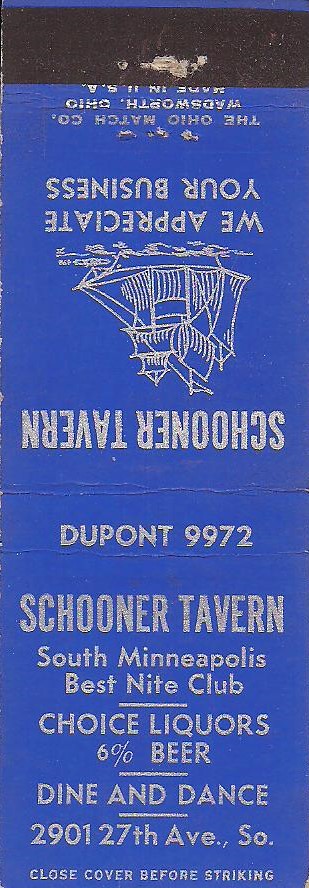 THE OHIO MATCH CO.
WADSWORTH, OHIO
MADE IN U.S.A.
SCHOONER TAVERN
WE APPRECIATE
YOUR BUSINESS
DUPONT 9972
SCHOONER TAVERN
South Minneapolis
Best Nite Club
CHOICE LIQUORS
6% BEER
DINE AND DANCE
2901 27th Ave., So.
CLOSE COVER BEFORE STRIKING